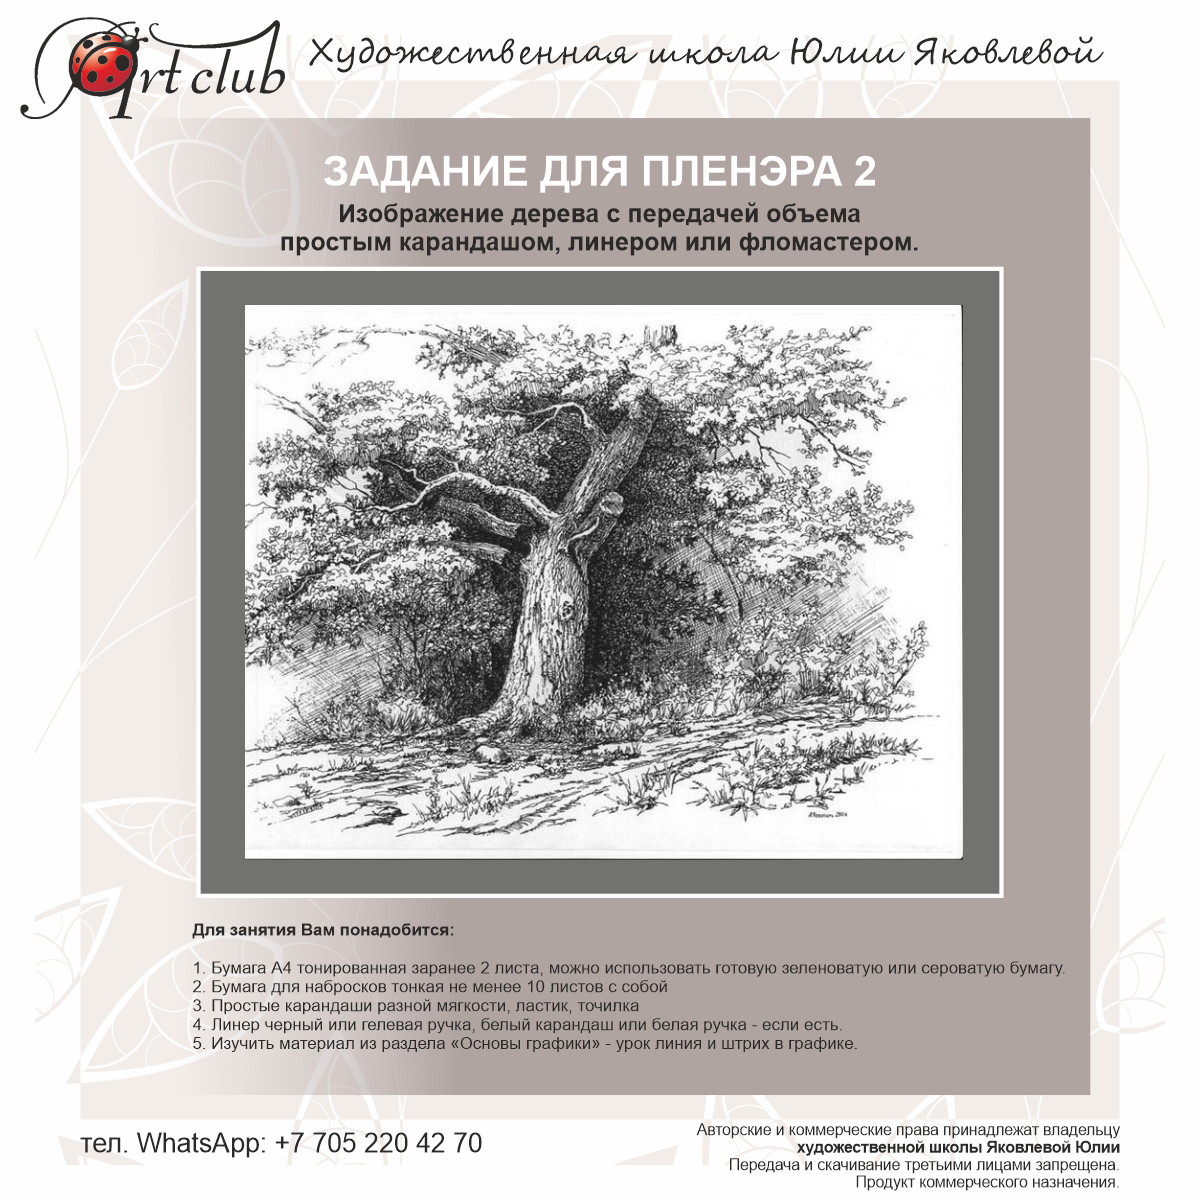 Art club
Художественная школа Юлии Яковлевой
ЗАДАНИЕ ДЛЯ ПЛЕНЭРА 2
Изображение дерева с передачей объема
простым карандашом, линером или фломастером.
Для занятия Вам понадобится:
1. Бумага А4 тонированная заранее 2 листа, можно использовать готовую зеленоватую или сероватую бумагу.
2. Бумага для набросков тонкая не менее 10 листов с собой
3. Простые карандаши разной мягкости, ластик, точилка
4. Линер черный или гелевая ручка, белый карандаш или белая ручка - если есть.
5. Изучить материал из раздела «Основы графики» - урок линия и штрих в графике.
тел. WhatsApp: +7 705 220 42 70
Авторские и коммерческие права принадлежат владельцу
художественной школы Яковлевой Юлии
Передача и скачивание третьими лицами запрещена.
Продукт коммерческого назначения.